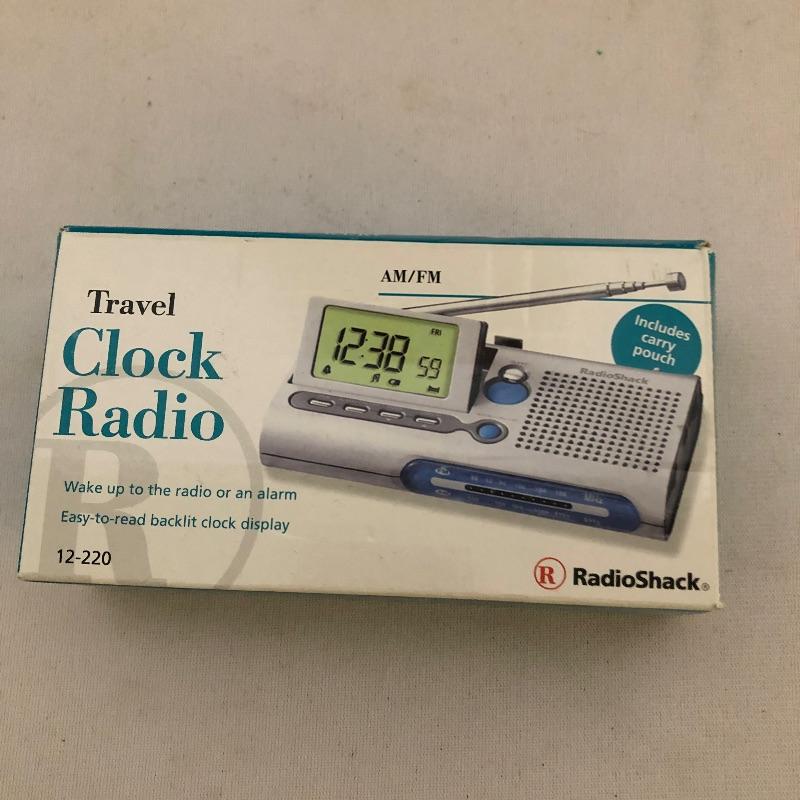 AM/FM
Travel
Clock
Radio
Includes
carry
pouch
FRI
12:38 59
RadioShack
MHz
Wake up to the radio or an alarm
Easy-to-read backlit clock display
12-220
R RadioShack®